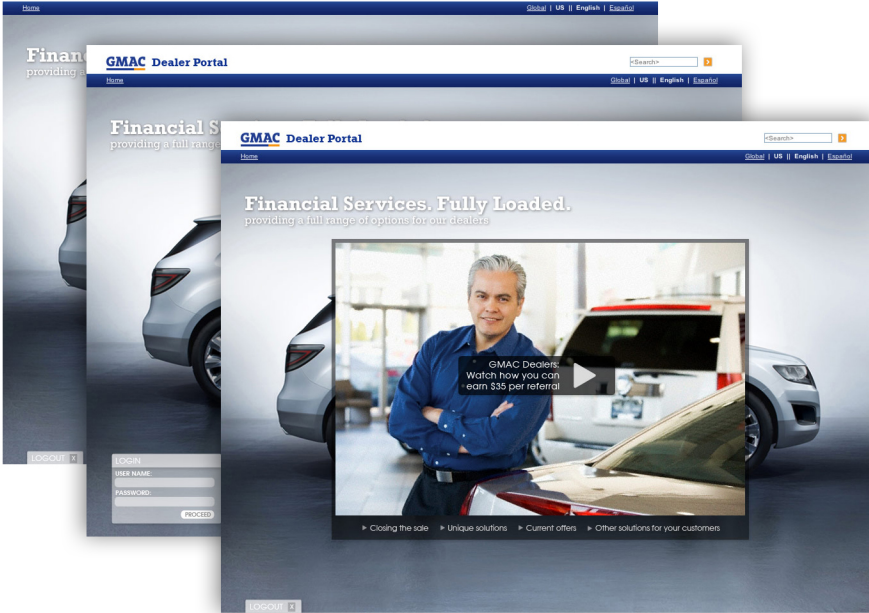 Home
Global | US || English | Español
Finan
providing a
LOGOUT X
GMAC Dealer Portal
<Search>
Home
Global | US || English | Español
Financial S
providing a full range
LOGIN
USER NAME:
PASSWORD:
PROCEED
GMAC Dealer Portal
<Search>
Home
Global | US || English | Español
Financial Services. Fully Loaded.
providing a full range of options for our dealers
GMAC Dealers:
Watch how you can
earn $35 per referral
Closing the sale Unique solutions Current offers Other solutions for your customers
LOGOUT X